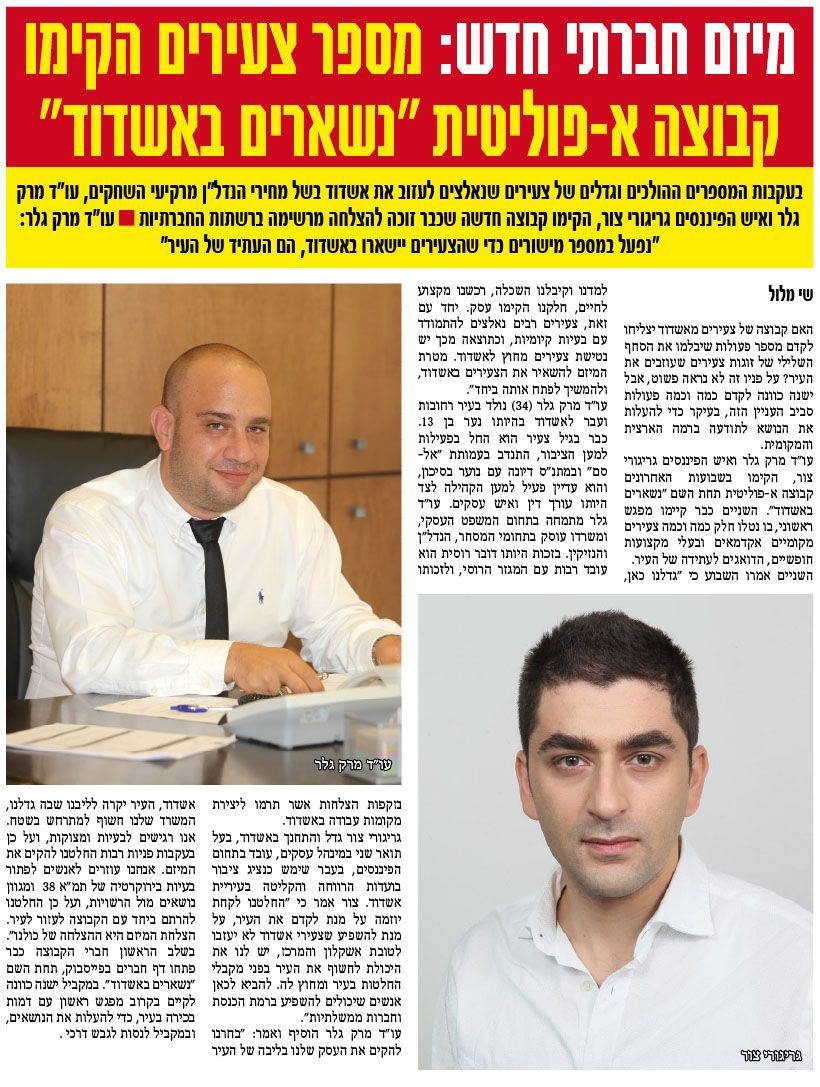 מיזם חברתי חדש: מספר צעירים הקימו
קבוצה א-פוליטית "נשארים באשדוד"
בעקבות המספרים ההולכים וגדלים של צעירים שנאלצים לעזוב את אשדוד בשל מחירי הנדל"ן מרקיעי השחקים, עו"ד מרק
גלר ואיש הפיננסים גריגורי צור, הקימו קבוצה חדשה שכבר זוכה להצלחה מרשימה ברשתות החברתיות ■ עו"ד מרק גלר:
"נפעל במספר מישורים כדי שהצעירים יישארו באשדוד, הם העתיד של העיר"
שי מלול
האם קבוצה של צעירים מאשדוד יצליחו
לקדם מספר פעולות שיבלמו את הסחף
השלילי של זוגות צעירים שעוזבים את
העיר? על פניו זה לא נראה פשוט, אבל
ישנה כוונה לקדם כמה וכמה פעולות
סביב העניין הזה, בעיקר כדי להעלות
את הנושא לתודעה ברמה הארצית
והמקומית.
עו"ד מרק גלר ואיש הפיננסים גריגורי
צור, הקימו בשבועות האחרונים
קבוצה א-פוליטית תחת השם "נשארים
באשדוד". השניים כבר קיימו מפגש
ראשוני, בו נטלו חלק כמה וכמה צעירים
מקומיים אקדמאים ובעלי מקצועות
חופשיים, הדואגים לעתידה של העיר.
השניים אמרו השבוע כי "גדלנו כאן,
למדנו וקיבלנו השכלה, רכשנו מקצוע
לחיים, חלקנו הקימו עסק. יחד עם
זאת, צעירים רבים נאלצים להתמודד
עם בעיות קיומיות, וכתוצאה מכך יש
נטישת צעירים מחוץ לאשדוד. מטרת
המיזם להשאיר את הצעירים באשדוד,
ולהמשיך לפתח אותה ביחד".
עו"ד מרק גלר (34) נולד בעיר רחובות
ועבר לאשדוד בהיותו נער בן 13.
כבר בגיל צעיר הוא החל בפעילות
למען הציבור, התנדב בעמותת "אל-
סם" ובמתנ"ס דיונה עם נוער בסיכון,
והוא עדיין פעיל למען הקהילה לצד
היותו עורך דין ואיש עסקים. עו"ד
גלר מתמחה בתחום המשפט העסקי,
ומשרדו עוסק בתחומי המסחר, הנדל"ן
והנזיקין. בזכות היותו דובר רוסית הוא
עובד רבות עם המגזר הרוסי, ולזכותו
עו"ד מרק גלר
גריגורי צור
נזקפות הצלחות אשר תרמו ליצירת
מקומות עבודה באשדוד.
גריגורי צור גדל והתחנך באשדוד, בעל
תואר שני במינהל עסקים, עובד בתחום
הפיננסים, בעבר שימש כנציג ציבור
בועדות הרווחה והקליטה בעיריית
אשדוד. צור אמר כי "החלטנו לקחת
יוזמה על מנת לקדם את העיר, על
מנת להשפיע שצעירי אשדוד לא יעזבו
לטובת אשקלון והמרכז, יש לנו את
היכולת לחשוף את העיר בפני מקבלי
החלטות בעיר ומחוץ לה. להביא לכאן
אנשים שיכולים להשפיע ברמת הכנסת
וחברות ממשלתיות".
עו"ד מרק גלר הוסיף ואמר: "בחרנו
להקים את העסק שלנו בליבה של העיר
אשדוד, העיר יקרה לליבנו שבה גדלנו,
המשרד שלנו חשוף למתרחש בשטח.
אנו רגישים לבעיות ומצוקות, ועל כן
בעקבות פניות רבות החלטנו להקים את
המיזם. אנחנו עוזרים לאנשים לפתור
בעיות בירוקרטיה של תמ"א 38 ומגוון
נושאים מול הרשויות, ועל כן החלטנו
להרתם ביחד עם הקבוצה לעזור לעיר.
הצלחת המיזם היא ההצלחה של כולנו".
בשלב הראשון חברי הקבוצה כבר
פתחו דף חברים בפייסבוק, תחת השם
"נשארים באשדוד". במקביל ישנה כוונה
לקיים בקרוב מפגש ראשון עם דמות
בכירה בעיר, כדי להעלות את הנושאים,
ובמקביל לנסות לגבש דרכי .